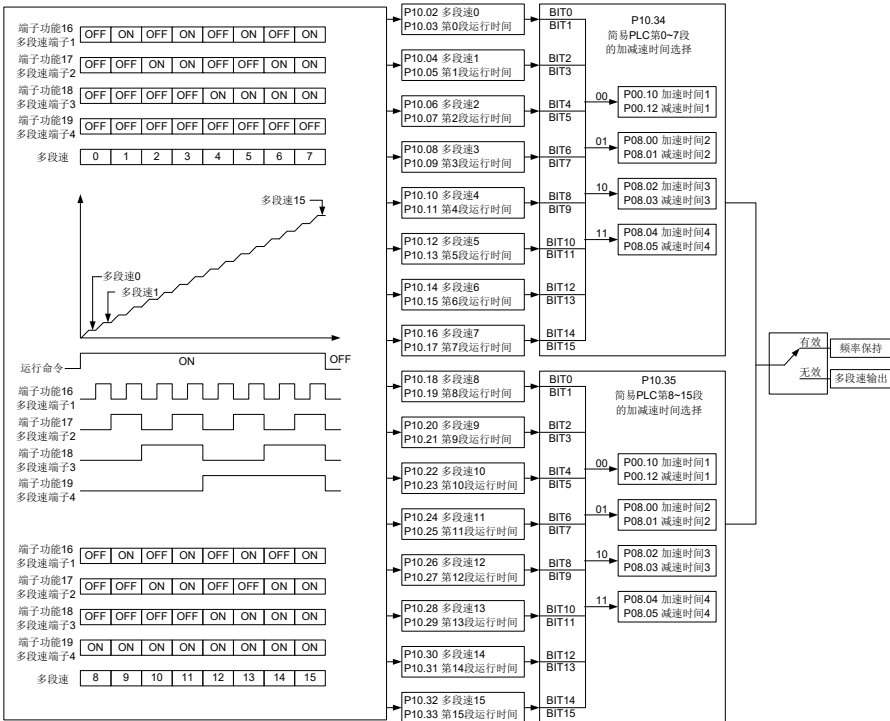 端子功能16
多段速端子1
OFF ON OFF ON OFF ON OFF ON
端子功能17
多段速端子2
OFF OFF ON ON OFF OFF ON ON
端子功能18
多段速端子3
OFF OFF OFF OFF ON ON ON ON
端子功能19
多段速端子4
OFF OFF OFF OFF OFF OFF OFF OFF
多段速 0 1 2 3 4 5 6 7
多段速15
多段速0
多段速1
运行命令
ON
OFF
端子功能16
多段速端子1
端子功能17
多段速端子2
端子功能18
多段速端子3
端子功能19
多段速端子4
端子功能16
多段速端子1
OFF ON OFF ON OFF ON OFF ON
端子功能17
多段速端子2
OFF OFF ON ON OFF OFF ON ON
端子功能18
多段速端子3
OFF OFF OFF OFF ON ON ON ON
端子功能19
多段速端子4
ON ON ON ON ON ON ON ON
多段速 8 9 10 11 12 13 14 15
P10.02 多段速0
P10.03 第0段运行时间
P10.04 多段速1
P10.05 第1段运行时间
P10.06 多段速2
P10.07 第2段运行时间
P10.08 多段速3
P10.09 第3段运行时间
P10.10 多段速4
P10.11 第4段运行时间
P10.12 多段速5
P10.13 第5段运行时间
P10.14 多段速6
P10.15 第6段运行时间
P10.16 多段速7
P10.17 第7段运行时间
P10.18 多段速8
P10.19 第8段运行时间
P10.20 多段速9
P10.21 第9段运行时间
P10.22 多段速10
P10.23 第10段运行时间
P10.24 多段速11
P10.25 第11段运行时间
P10.26 多段速12
P10.27 第12段运行时间
P10.28 多段速13
P10.29 第13段运行时间
P10.30 多段速14
P10.31 第14段运行时间
P10.32 多段速15
P10.33 第15段运行时间
BIT0
BIT1
BIT2
BIT3
BIT4
BIT5
BIT6
BIT7
BIT8
BIT9
BIT10
BIT11
BIT12
BIT13
BIT14
BIT15
P10.34
简易PLC第0~7段
的加减速时间选择
00
P00.10 加速时间1
P00.12 减速时间1
01
P08.00 加速时间2
P08.01 减速时间2
10
P08.02 加速时间3
P08.03 减速时间3
11
P08.04 加速时间4
P08.05 减速时间4
BIT0
BIT1
BIT2
BIT3
BIT4
BIT5
BIT6
BIT7
BIT8
BIT9
BIT10
BIT11
BIT12
BIT13
BIT14
BIT15
P10.35
简易PLC第8~15段
的加减速时间选择
00
P00.10 加速时间1
P00.12 减速时间1
01
P08.00 加速时间2
P08.01 减速时间2
10
P08.02 加速时间3
P08.03 减速时间3
11
P08.04 加速时间4
P08.05 减速时间4
有效
频率保持
无效
多段速输出